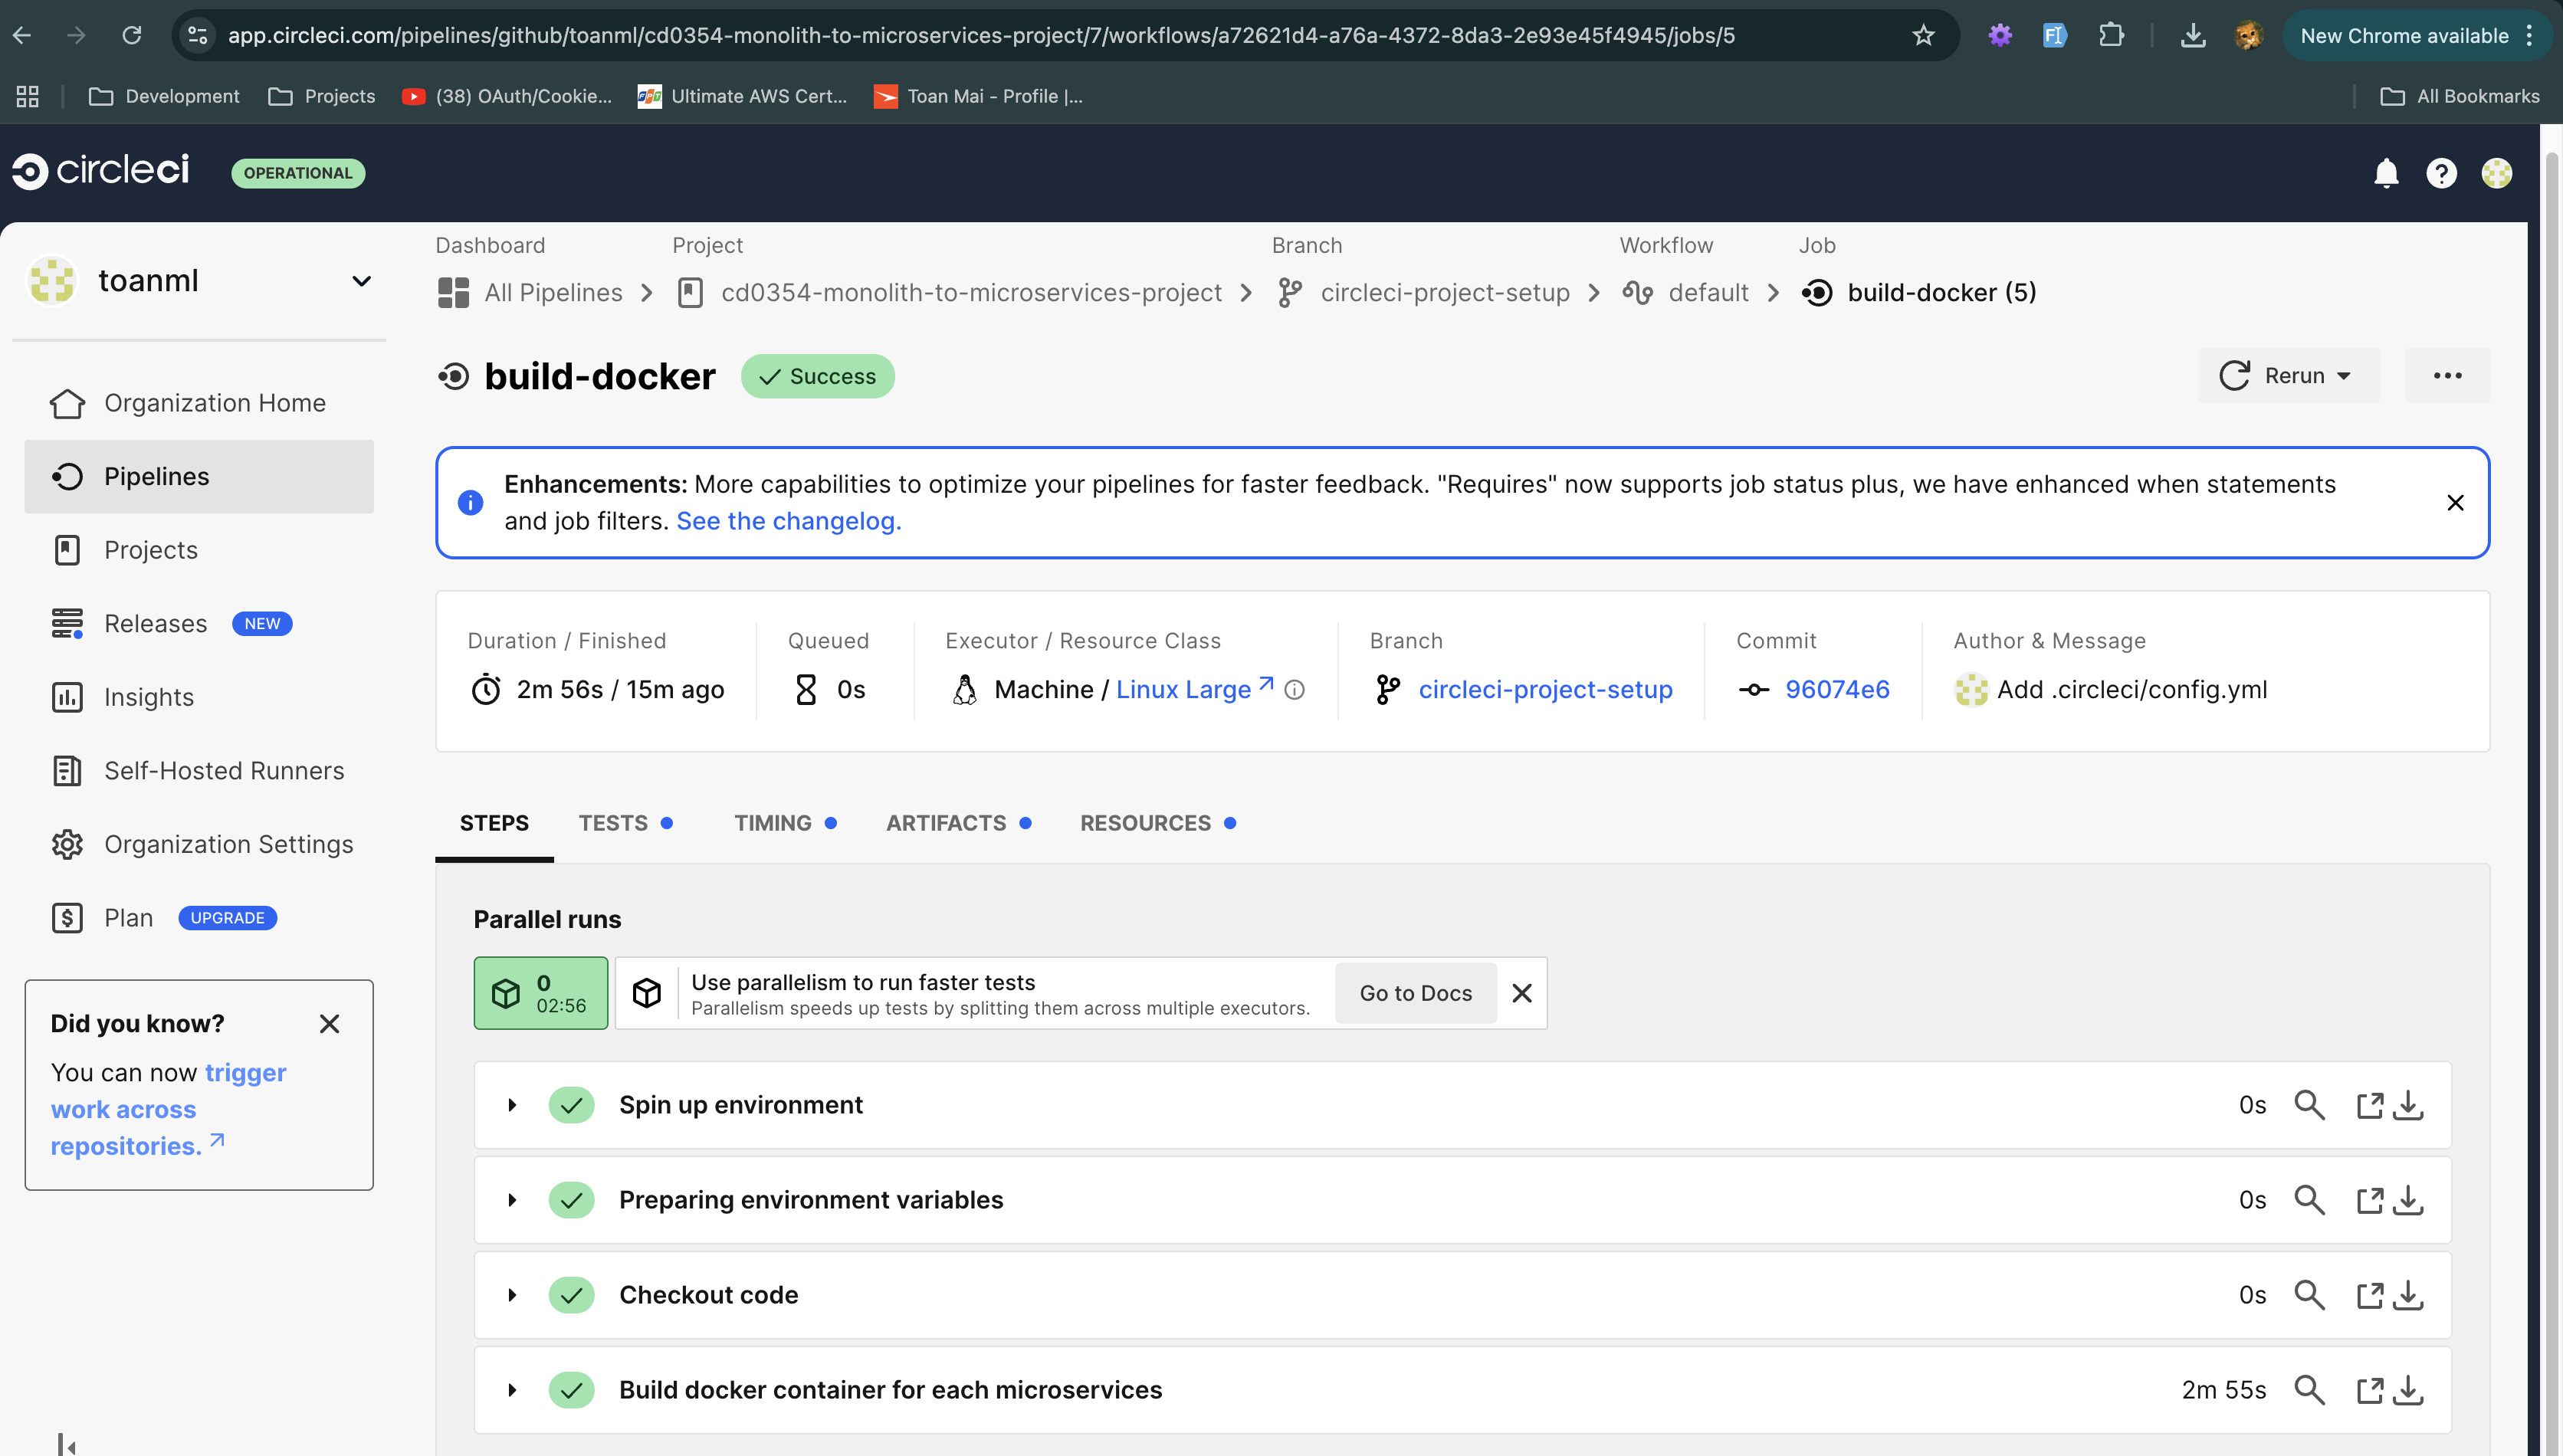 app.circleci.com/pipelines/github/toanml/cd0354-monolith-to-microservices-project/7/workflows/a72621d4-a76a-4372-8da3-2e93e45f4945/jobs/5
New Chrome available
Development
Projects
(38) OAuth/Cookie...
Ultimate AWS Cert...
Toan Mai - Profile |...
All Bookmarks
circleci
OPERATIONAL
toanml
Organization Home
Pipelines
Projects
Releases NEW
Insights
Self-Hosted Runners
Organization Settings
Plan UPGRADE
Did you know?
You can now trigger
work across
repositories.
Dashboard Project Branch Workflow Job
All Pipelines cd0354-monolith-to-microservices-project circleci-project-setup default build-docker (5)
build-docker Success
Rerun
Enhancements: More capabilities to optimize your pipelines for faster feedback. "Requires" now supports job status plus, we have enhanced when statements
and job filters. See the changelog.
Duration / Finished Queued Executor / Resource Class Branch Commit Author & Message
2m 56s / 15m ago 0s Machine / Linux Large circleci-project-setup 96074e6 Add .circleci/config.yml
STEPS TESTS TIMING ARTIFACTS RESOURCES
Parallel runs
0
02:56
Use parallelism to run faster tests
Parallelism speeds up tests by splitting them across multiple executors.
Go to Docs
Spin up environment 0s
Preparing environment variables 0s
Checkout code 0s
Build docker container for each microservices 2m 55s